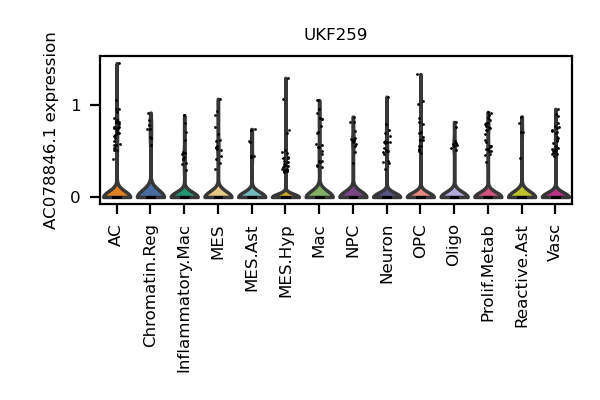 UKF259
AC078846.1 expression
1
0
AC
Chromatin.Reg
Inflammatory.Mac
MES
MES.Ast
MES.Hyp
Mac
NPC
Neuron
OPC
Oligo
Prolif.Metab
Reactive.Ast
Vasc